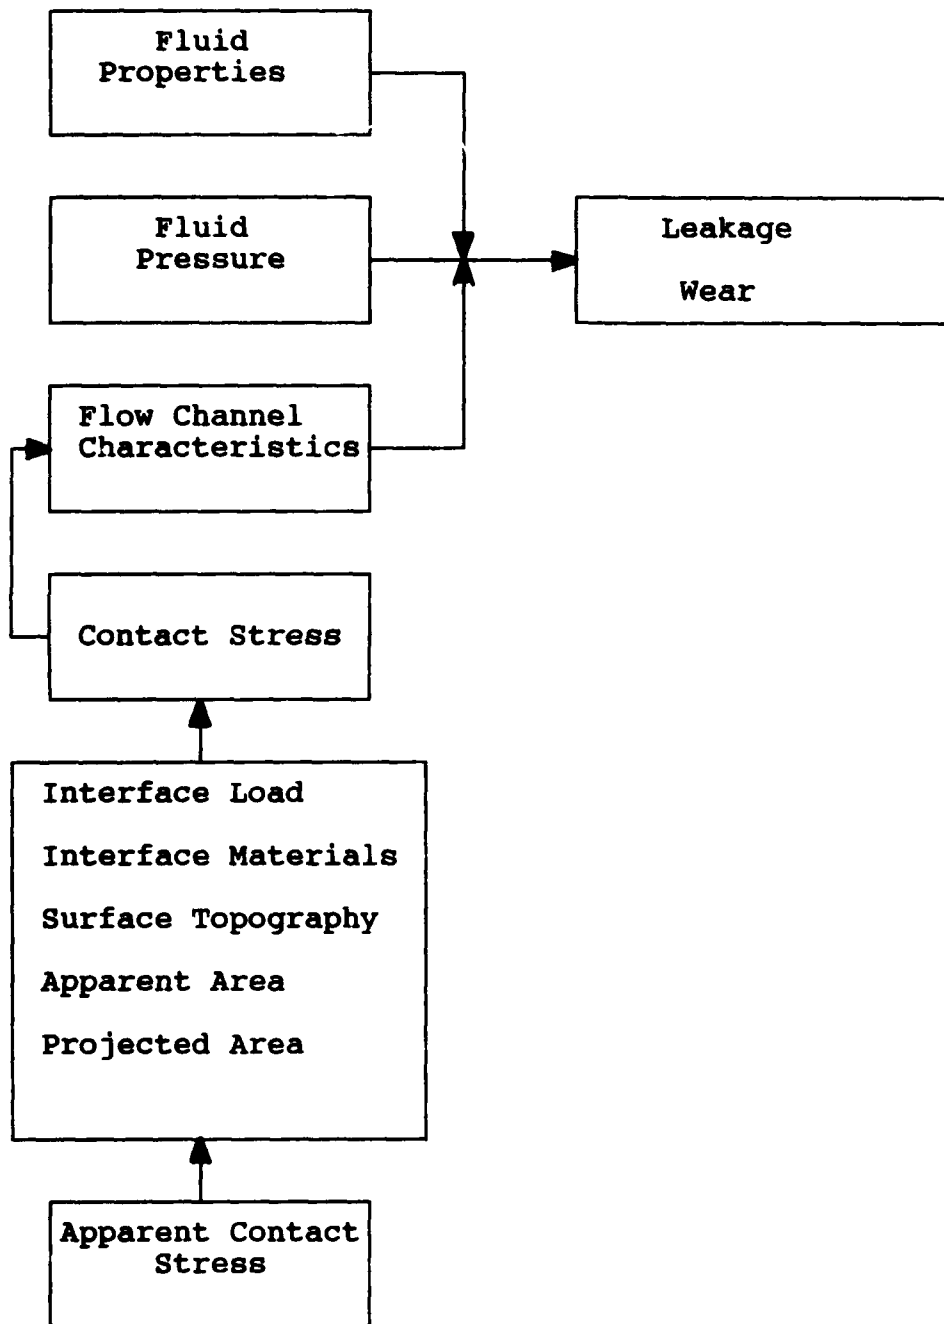 Fluid
Properties
Fluid
Pressure
Leakage
Wear
Flow Channel
Characteristics
Contact Stress
Interface Load
Interface Materials
Surface Topography
Apparent Area
Projected Area
Apparent Contact
Stress